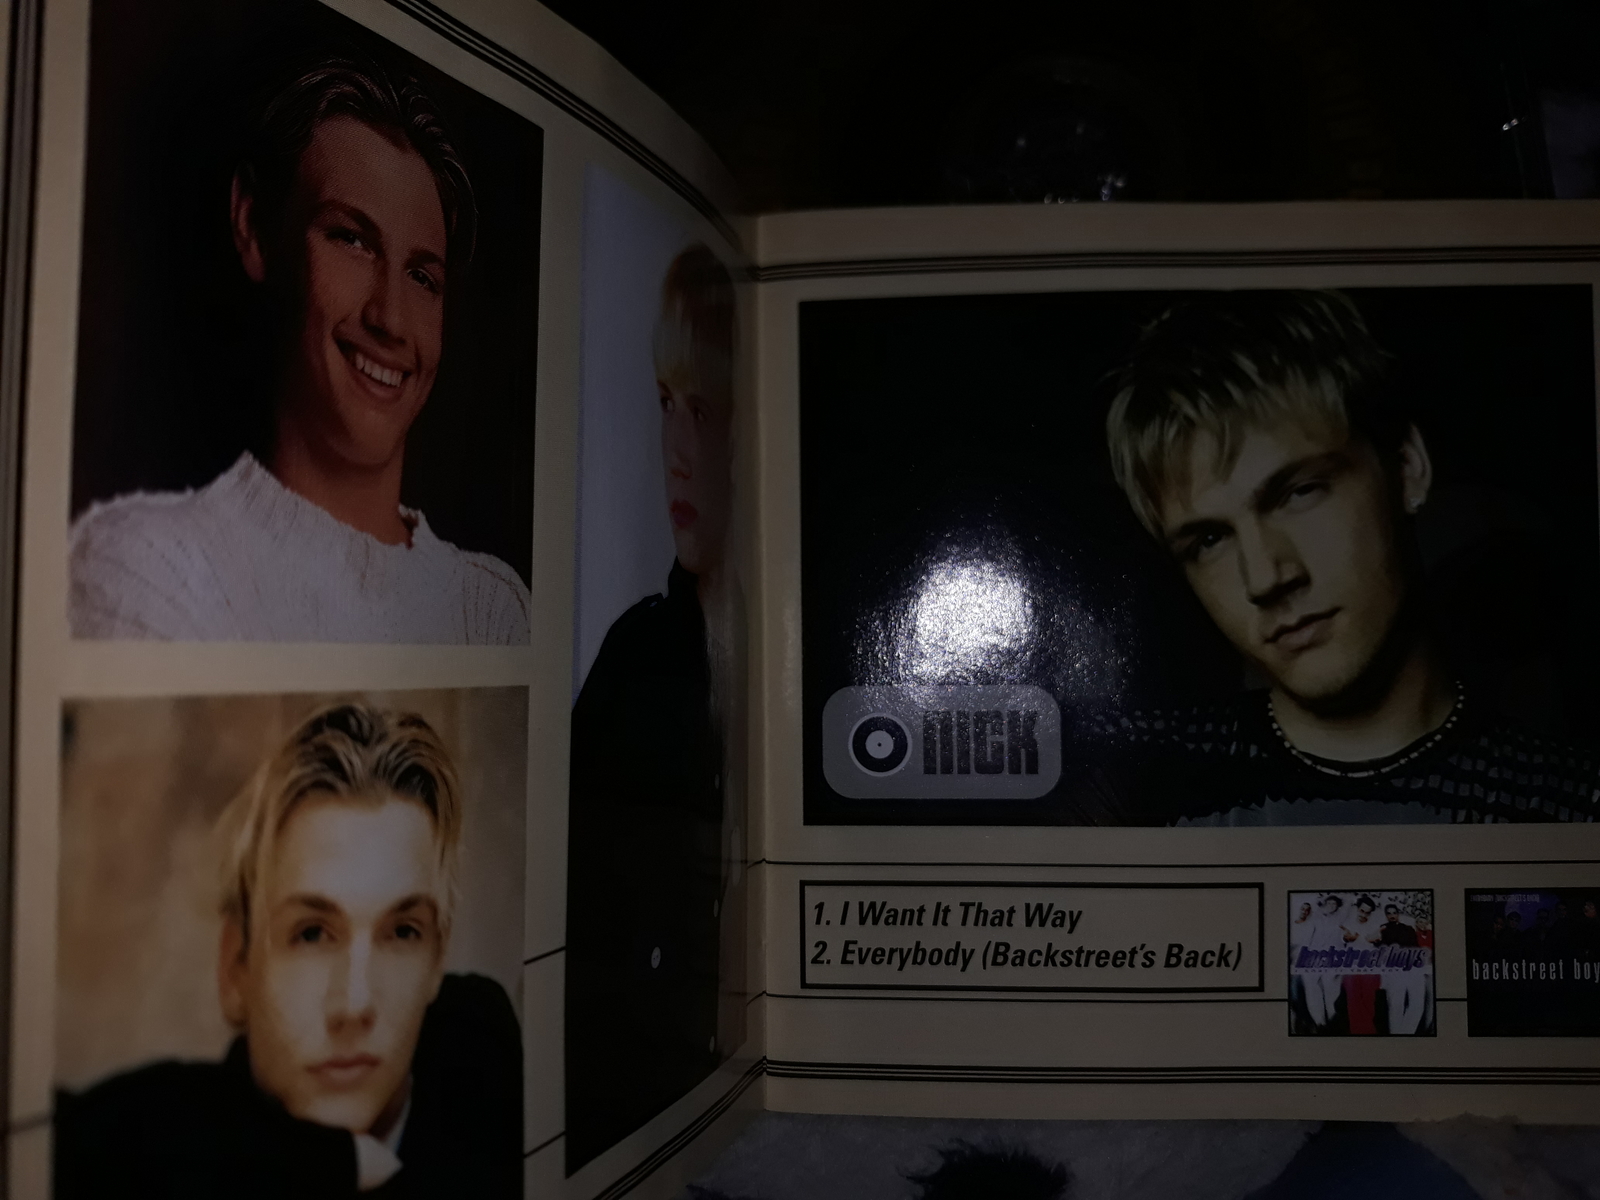 NICK
1. I Want It That Way
2. Everybody (Backstreet's Back)
backstreet boys
backstreet boy